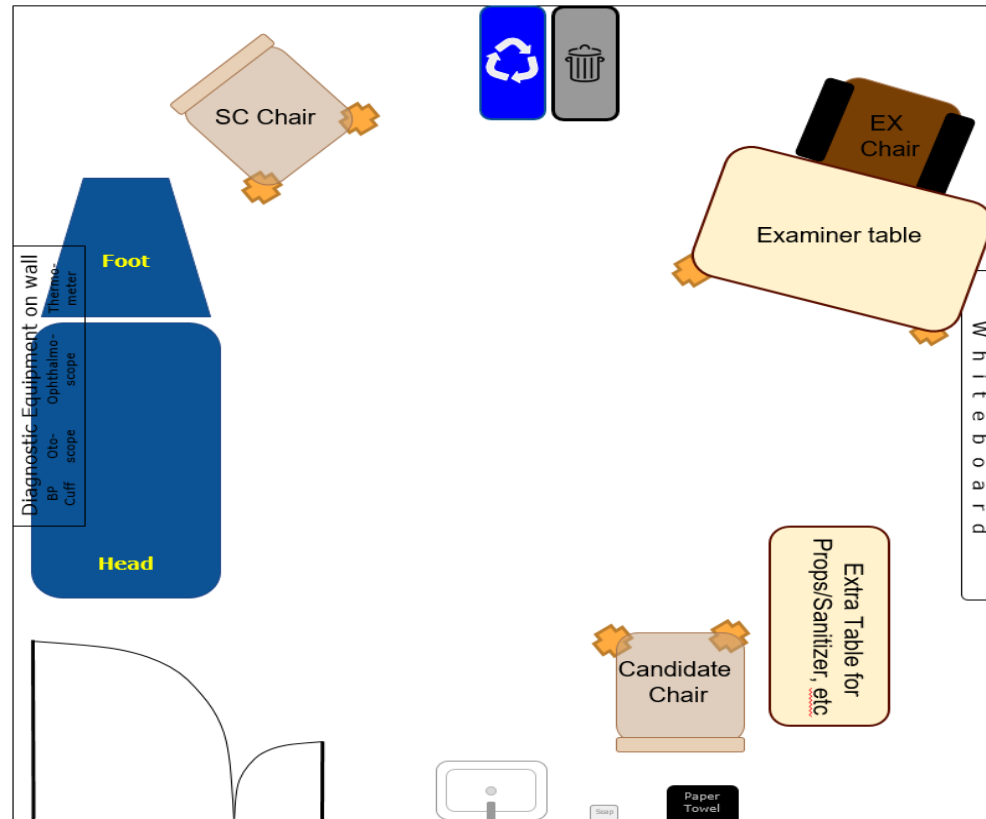 SC Chair
EX
Chair
Examiner table
Foot
Diagnostic Equipment on wall
Thermo-
meter
Ophthalmo-
scope
Oto-
scope
BP
Cuff
Head
Whiteboard
Extra Table for
Props/Sanitizer, etc
Candidate
Chair
Soap
Paper
Towel